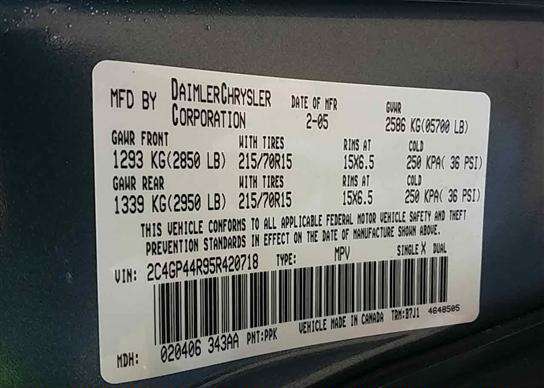 MFD BY DAIMLERCHRYSLER CORPORATION DATE OF MFR 2-05 GVWR 2586 KG(05700 LB)
GAWR FRONT WITH TIRES RIMS AT COLD
1293 KG(2850 LB) 215/70R15 15X6.5 250 KPA( 36 PSI)
GAWR REAR WITH TIRES RIMS AT COLD
1339 KG(2950 LB) 215/70R15 15X6.5 250 KPA( 36 PSI)
THIS VEHICLE CONFORMS TO ALL APPLICABLE FEDERAL MOTOR VEHICLE SAFETY AND THEFT
PREVENTION STANDARDS IN EFFECT ON THE DATE OF MANUFACTURE SHOWN ABOVE.
VIN: 2C4GP44R95R420718 TYPE: MPV SINGLE X DUAL
MDH: 020406 343AA PNT:PPK VEHICLE MADE IN CANADA TRM:B7J1 4648505